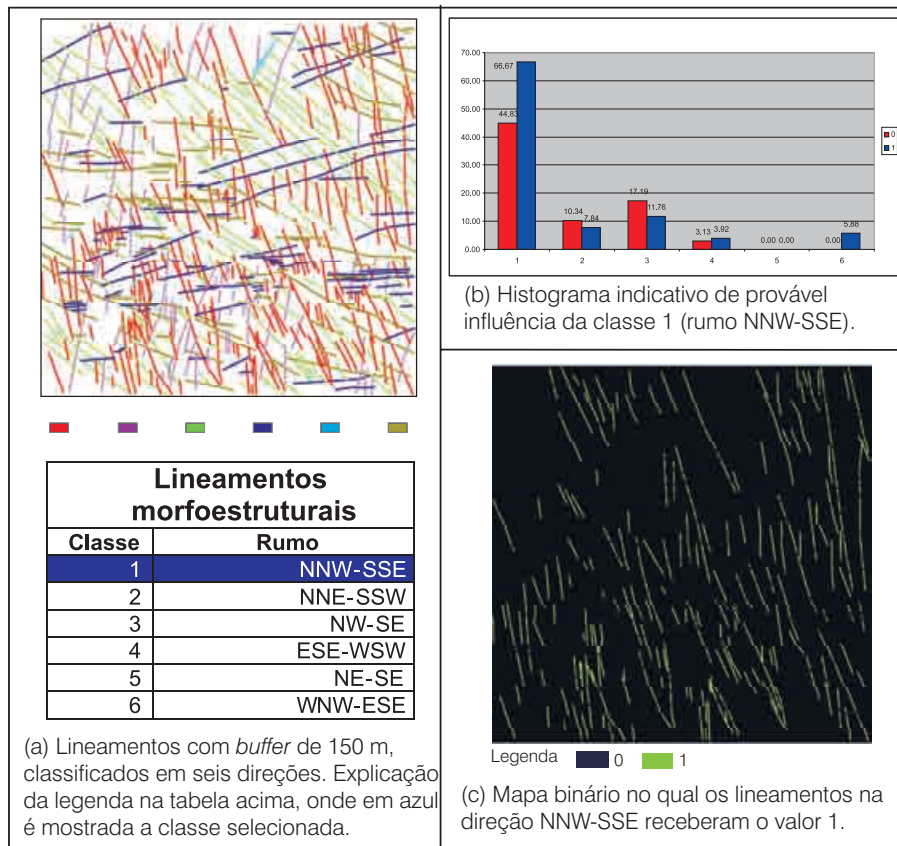 Lineamentos
morfoestruturais
Classe Rumo
1 NNW-SSE
2 NNE-SSW
3 NW-SE
4 ESE-WSW
5 NE-SE
6 WNW-ESE
(a) Lineamentos com buffer de 150 m,
classificados em seis direções. Explicação
da legenda na tabela acima, onde em azul
é mostrada a classe selecionada.
70.00
60.00
50.00
40.00
30.00
20.00
10.00
0.00
66,67
44,83
10.34
7.84
17.19
11.76
3.13
3.92
0.00
0.00
0.00
5.88
1 2 3 4 5 6
0
1
(b) Histograma indicativo de provável
influência da classe 1 (rumo NNW-SSE).
Legenda 0 1
(c) Mapa binário no qual os lineamentos na
direção NNW-SSE receberam o valor 1.